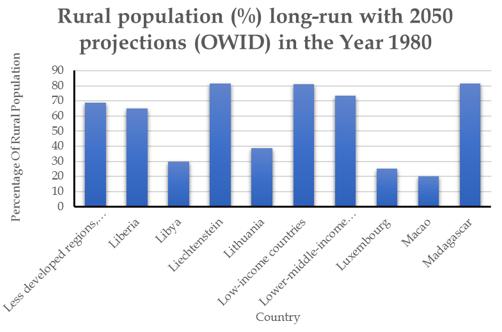 Rural population (%) long-run with 2050
projections (OWID) in the Year 1980
Percentage Of Rural Population
90
80
70
60
50
40
30
20
10
0
Less developed regions,...
Liberia
Libya
Liechtenstein
Lithuania
Low-income countries
Lower-middle-income...
Luxembourg
Macao
Madagascar
Country